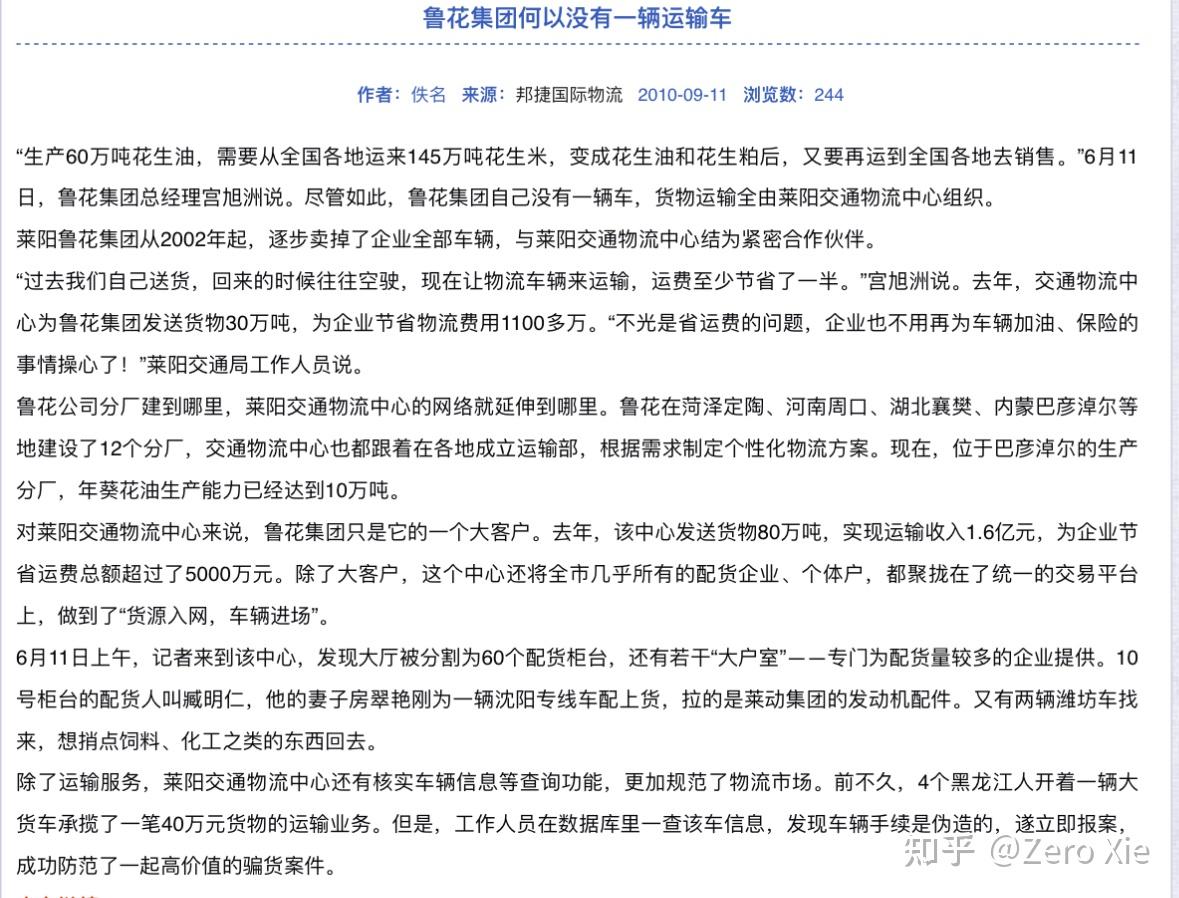 鲁花集团何以没有一辆运输车
作者：佚名 来源：邦捷国际物流 2010-09-11 浏览数：244
“生产60万吨花生油，需要从全国各地运来145万吨花生米，变成花生油和花生粕后，又要再运到全国各地去销售。”6月11
日，鲁花集团总经理宫旭洲说。尽管如此，鲁花集团自己没有一辆车，货物运输全由莱阳交通物流中心组织。
莱阳鲁花集团从2002年起，逐步卖掉了企业全部车辆，与莱阳交通物流中心结为紧密合作伙伴。
“过去我们自己送货，回来的时候往往空驶，现在让物流车辆来运输，运费至少节省了一半。”宫旭洲说。去年，交通物流中
心为鲁花集团发送货物30万吨，为企业节省物流费用1100多万。“不光是省运费的问题，企业也不用再为车辆加油、保险的
事情操心了！”莱阳交通局工作人员说。
鲁花公司分厂建到哪里，莱阳交通物流中心的网络就延伸到哪里。鲁花在菏泽定陶、河南周口、湖北襄樊、内蒙巴彦淖尔等
地建设了12个分厂，交通物流中心也都跟着在各地成立运输部，根据需求制定个性化物流方案。现在，位于巴彦淖尔的生产
分厂，年葵花油生产能力已经达到10万吨。
对莱阳交通物流中心来说，鲁花集团只是它的一个大客户。去年，该中心发送货物80万吨，实现运输收入1.6亿元，为企业节
省运费总额超过了5000万元。除了大客户，这个中心还将全市几乎所有的配货企业、个体户，都聚拢在了统一的交易平台
上，做到了“货源入网，车辆进场”。
6月11日上午，记者来到该中心，发现大厅被分割为60个配货柜台，还有若干“大户室”——专门为配货量较多的企业提供。10
号柜台的配货人叫臧明仁，他的妻子房翠艳刚为一辆沈阳专线车配上货，拉的是莱动集团的发动机配件。又有两辆潍坊车找
来，想捎点饲料、化工之类的东西回去。
除了运输服务，莱阳交通物流中心还有核实车辆信息等查询功能，更加规范了物流市场。前不久，4个黑龙江人开着一辆大
货车承揽了一笔40万元货物的运输业务。但是，工作人员在数据库里一查该车信息，发现车辆手续是伪造的，遂立即报案，
成功防范了一起高价值的骗货案件。
知乎 @Zero Xie